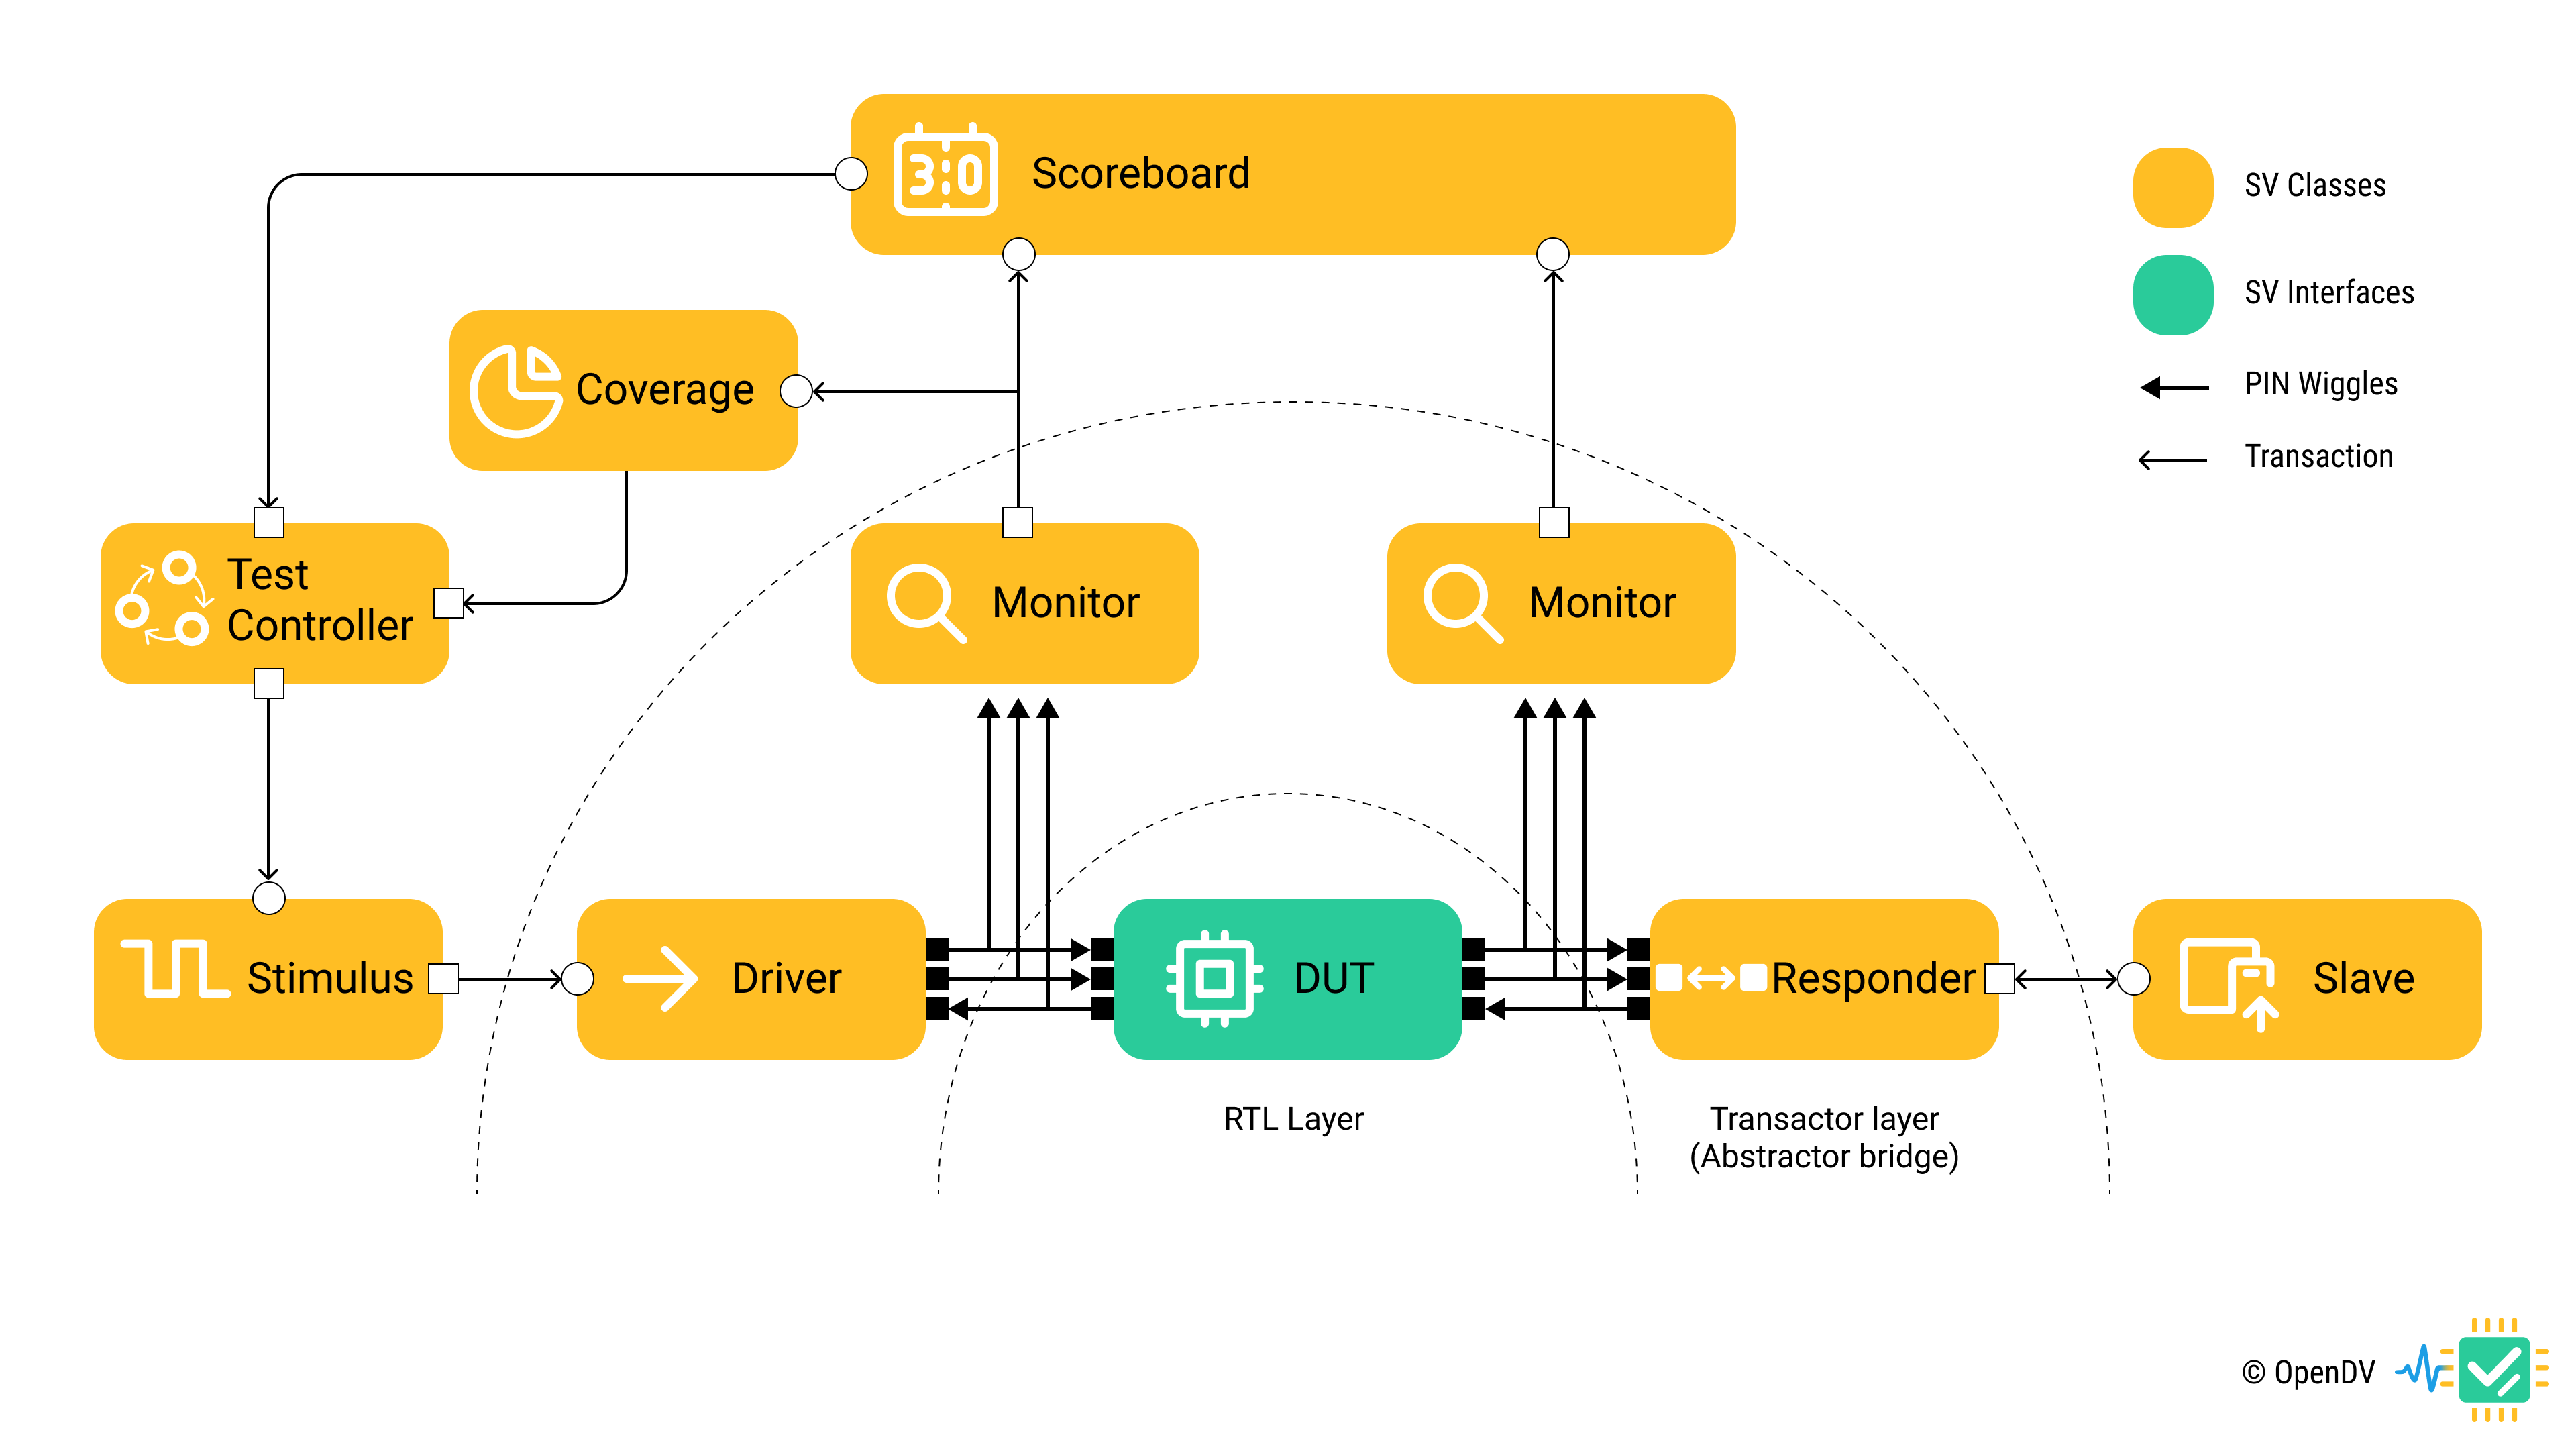 3:0
Scoreboard
SV Classes
SV Interfaces
PIN Wiggles
Transaction
Coverage
Test
Controller
Monitor
Monitor
Stimulus
Driver
DUT
Responder
Slave
RTL Layer
Transactor layer
(Abstractor bridge)
© OpenDV